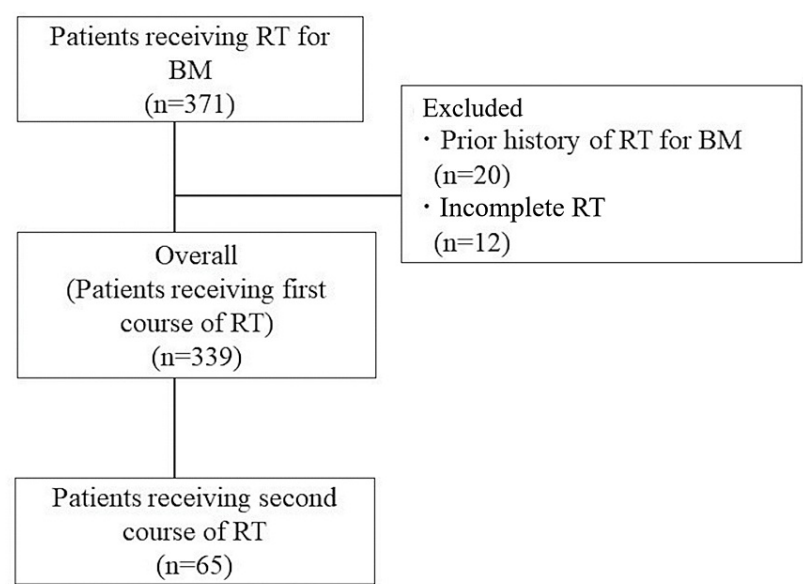 Patients receiving RT for
BM
(n=371)
Excluded
・Prior history of RT for BM
(n=20)
・Incomplete RT
(n=12)
Overall
(Patients receiving first
course of RT)
(n=339)
Patients receiving second
course of RT
(n=65)